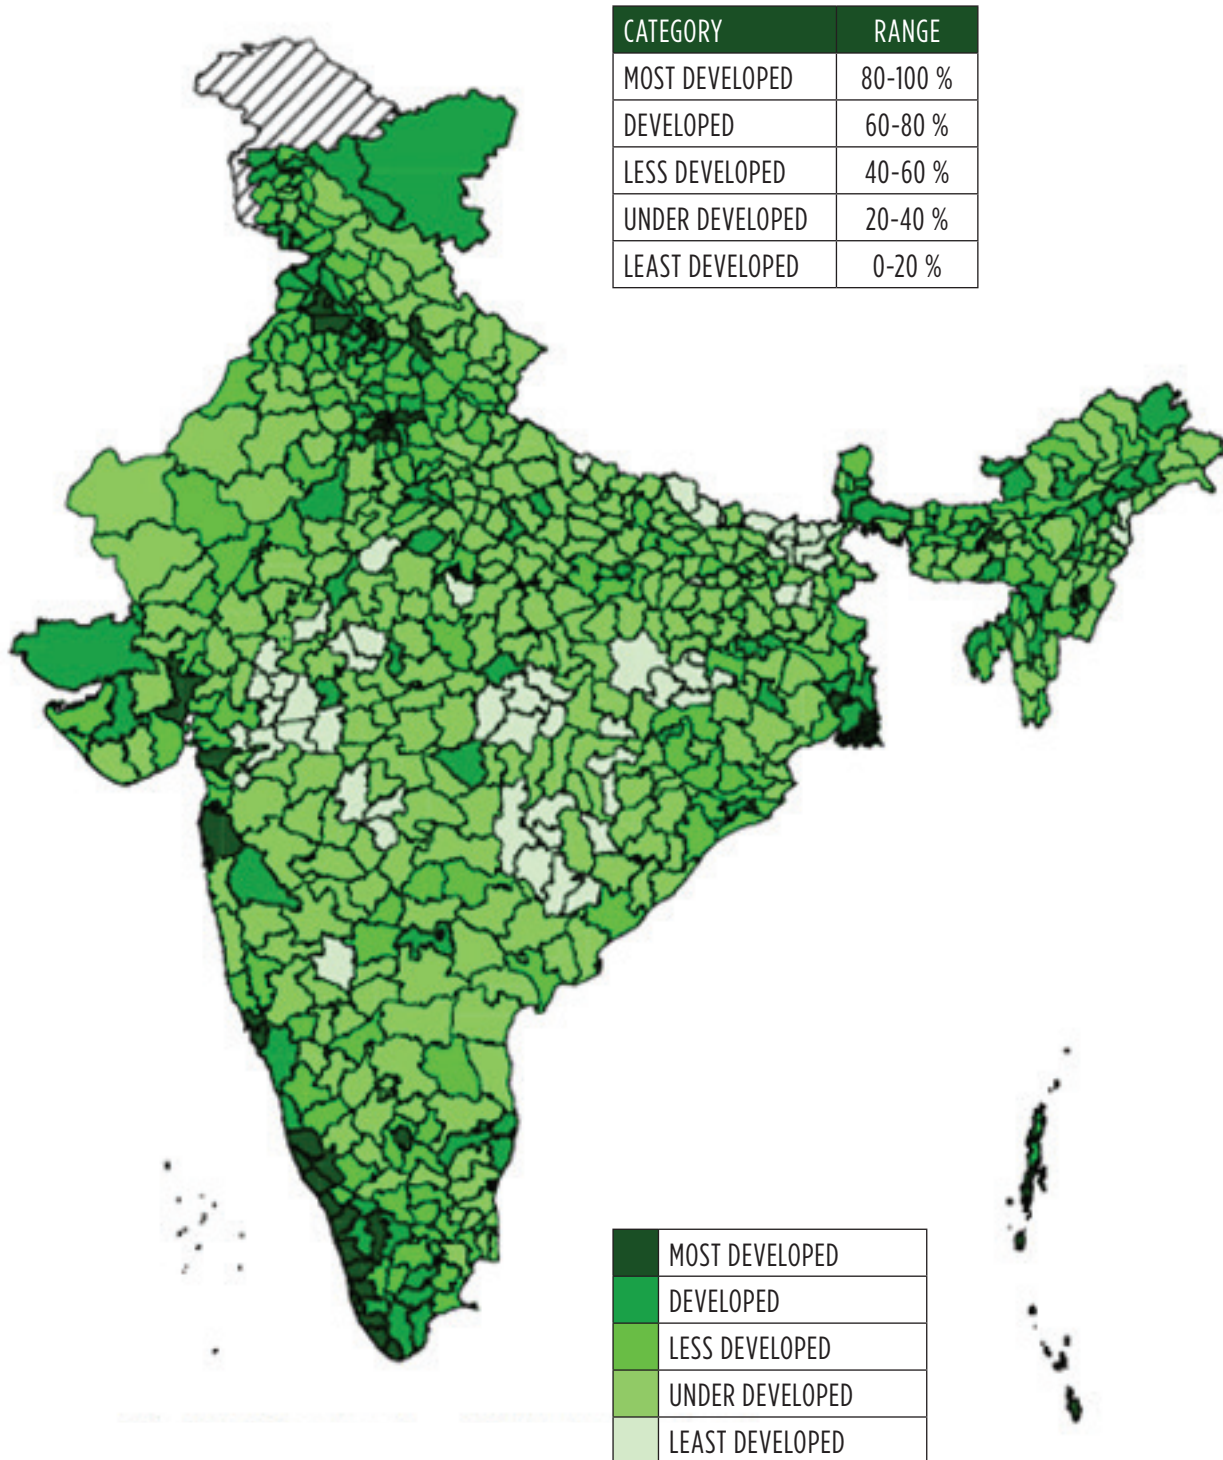 CATEGORY RANGE
MOST DEVELOPED 80-100 %
DEVELOPED 60-80 %
LESS DEVELOPED 40-60 %
UNDER DEVELOPED 20-40 %
LEAST DEVELOPED 0-20 %
MOST DEVELOPED
DEVELOPED
LESS DEVELOPED
UNDER DEVELOPED
LEAST DEVELOPED